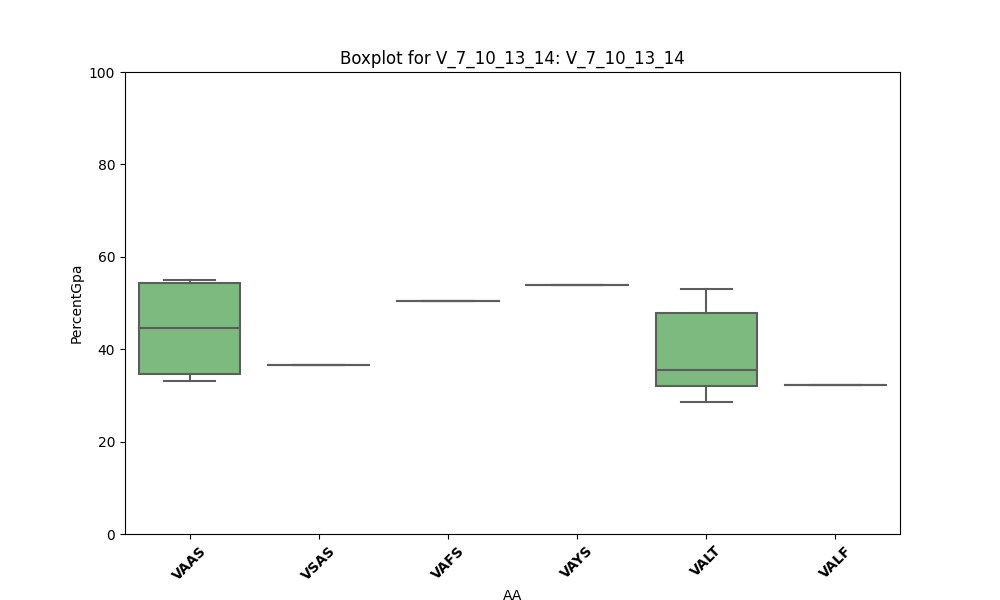 Boxplot for V_7_10_13_14: V_7_10_13_14
100
80
60
40
20
0
PercentGpa
VAAS
VSAS
VAFS
VAYS
VALT
VALF
AA